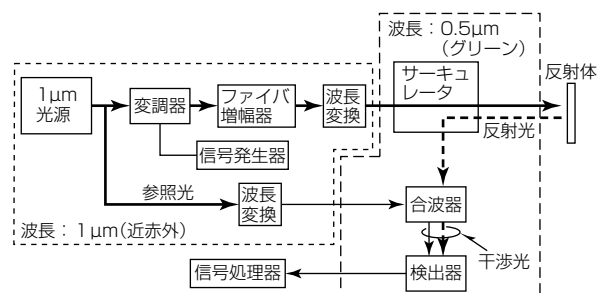 波長：0.5μm
(グリーン)
1μm
光源
変調器
ファイバ
増幅器
波長
変換
サーキュ
レータ
反射体
反射光
信号発生器
参照光
波長
変換
合波器
波長：1μm(近赤外)
干渉光
信号処理器
検出器